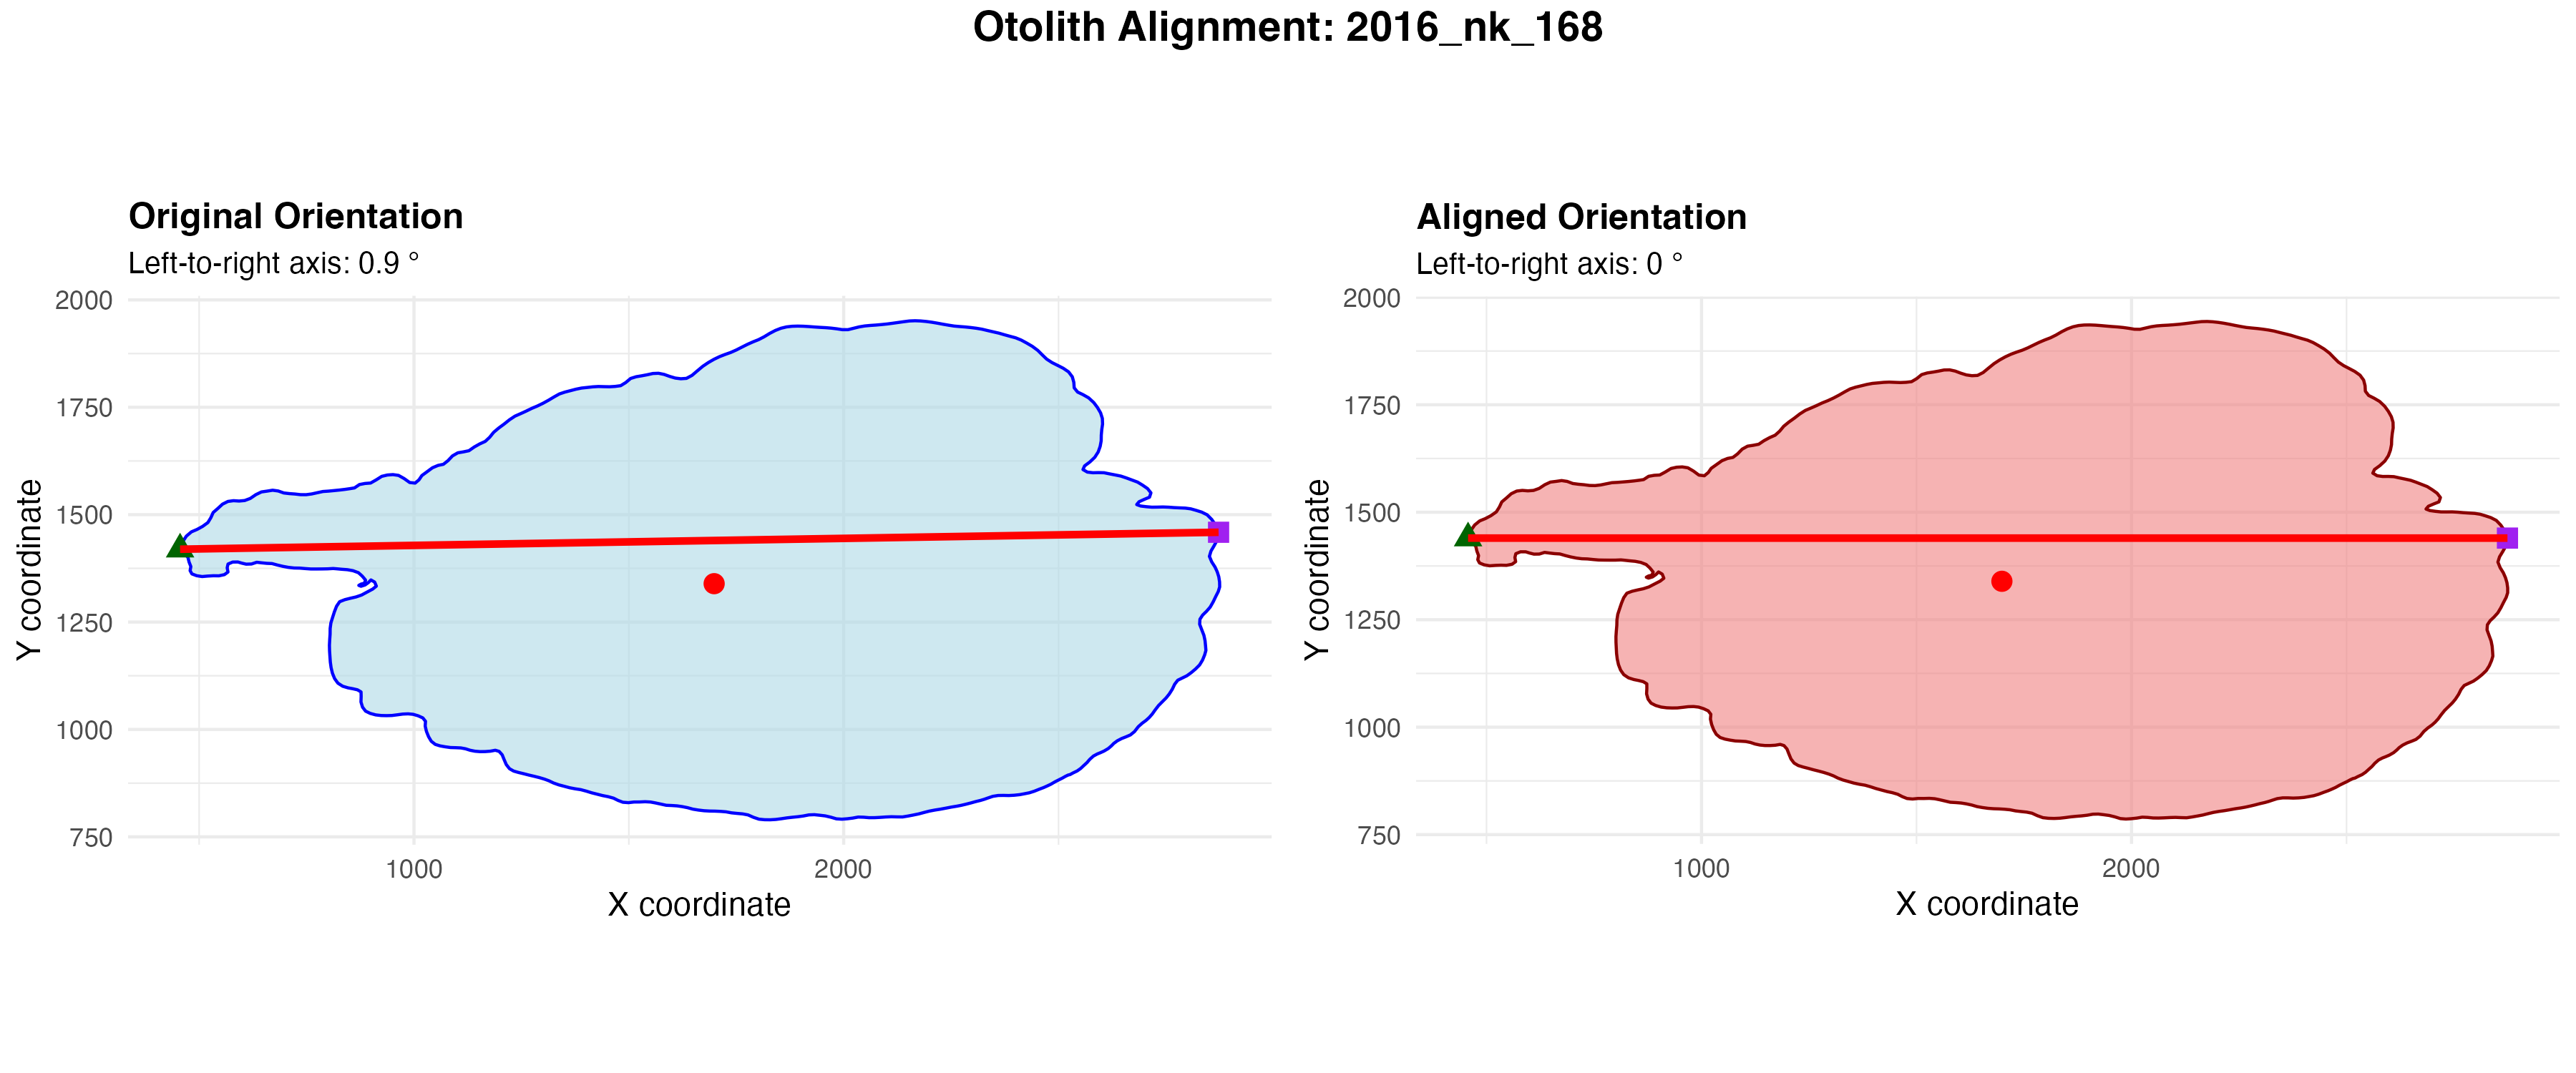 Otolith Alignment: 2016_nk_168
Original Orientation
Left-to-right axis: 0.9 °
2000
1750
1500
1250
1000
750
Y coordinate
1000
2000
X coordinate
Aligned Orientation
Left-to-right axis: 0 °
2000
1750
1500
1250
1000
750
Y coordinate
1000
2000
X coordinate